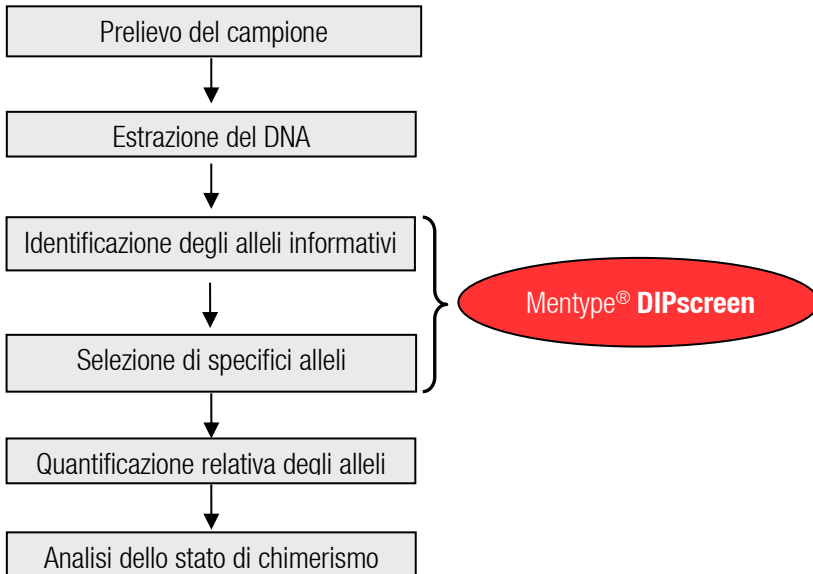 Prelievo del campione
Estrazione del DNA
Identificazione degli alleli informativi
Mentype® DIPscreen
Selezione di specifici alleli
Quantificazione relativa degli alleli
Analisi dello stato di chimerismo